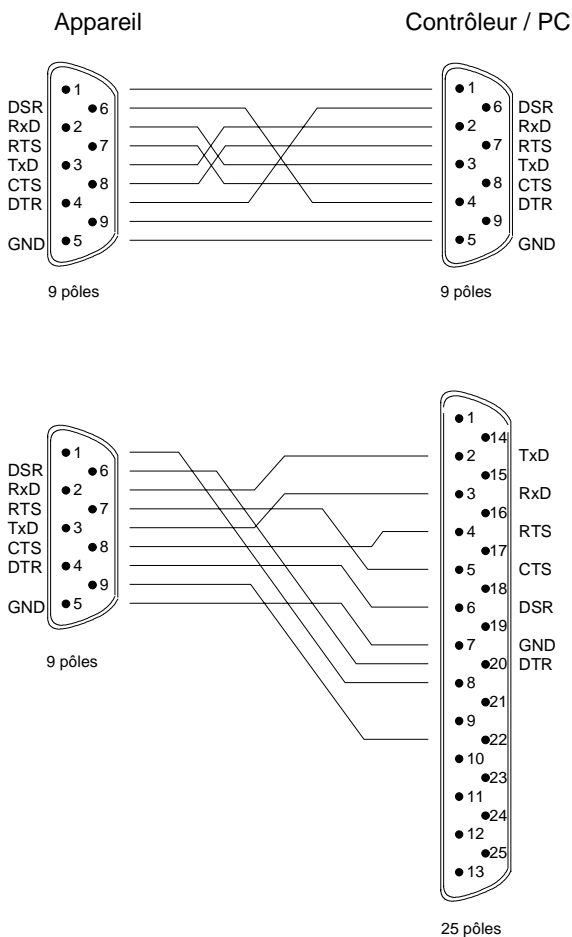 Appareil
Contrôleur / PC
1
DSR 6
RxD 2
RTS 7
TxD 3
CTS 8
DTR 4
9
GND 5
9 pôles
1
6 DSR
2 RxD
7 RTS
3 TxD
8 CTS
4 DTR
9
5 GND
9 pôles
1
DSR 6
RxD 2
RTS 7
TxD 3
CTS 8
DTR 4
9
GND 5
9 pôles
1
14
2 TxD
15
3 RxD
16
4 RTS
17
5 CTS
18
6 DSR
19
7 GND
20 DTR
8
21
9
22
10
23
11
24
12
25
13
25 pôles